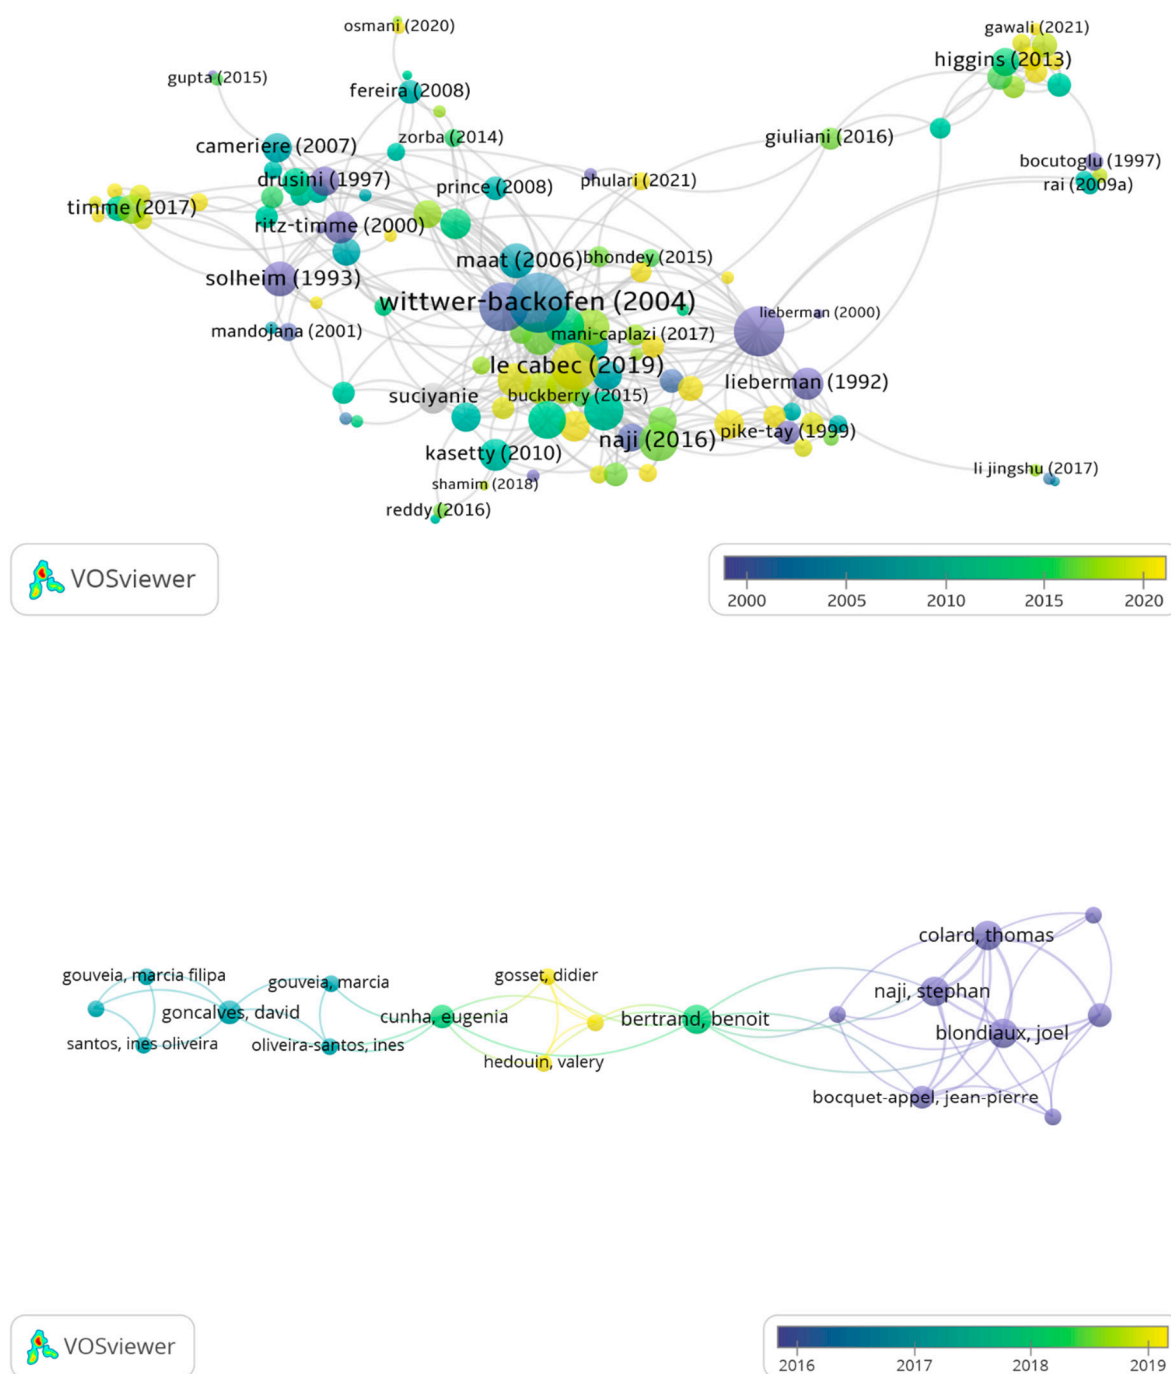 osmani (2020)
gawali (2021)
higgins (2013)
gupta (2015)
fereira (2008)
zorba (2014)
giuliani (2016)
cameriere (2007)
bocutoglu (1997)
drusini (1997)
prince (2008)
phulari (2021)
rai (2009a)
timme (2017)
ritz-timme (2000)
maat (2006)
bhondey (2015)
solheim (1993)
wittwer-backofen (2004)
lieberman (2000)
mandojana (2001)
mani-caplazi (2017)
le cabec (2019)
lieberman (1992)
suciyanie
buckberry (2015)
naji (2016)
pike-tay (1999)
kasetty (2010)
li jingshu (2017)
shamim (2018)
reddy (2016)
VOSviewer
2000 2005 2010 2015 2020
colard, thomas
gouveia, marcia filipa
gosset, didier
gouveia, marcia
naji, stephan
goncalves, david
cunha, eugenia
bertrand, benoit
blondiaux, joel
santos, ines oliveira
oliveira-santos, ines
hedouin, valery
bocquet-appel, jean-pierre
VOSviewer
2016 2017 2018 2019